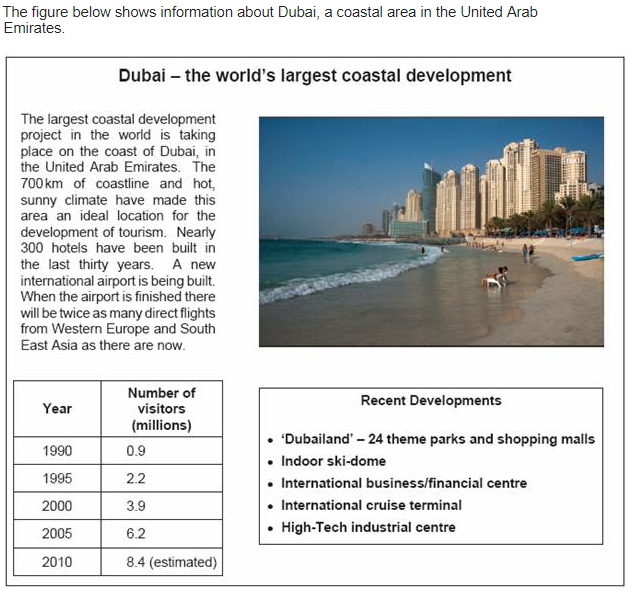 The figure below shows information about Dubai, a coastal area in the United Arab
Emirates.
Dubai – the world's largest coastal development
The largest coastal development
project in the world is taking
place on the coast of Dubai, in
the United Arab Emirates. The
700km of coastline and hot,
sunny climate have made this
area an ideal location for the
development of tourism. Nearly
300 hotels have been built in
the last thirty years. A new
international airport is being built.
When the airport is finished there
will be twice as many direct flights
from Western Europe and South
East Asia as there are now.
Year
Number of
visitors
(millions)
1990 0.9
1995 2.2
2000 3.9
2005 6.2
2010 8.4 (estimated)
Recent Developments
• 'Dubailand' – 24 theme parks and shopping malls
• Indoor ski-dome
• International business/financial centre
• International cruise terminal
• High-Tech industrial centre